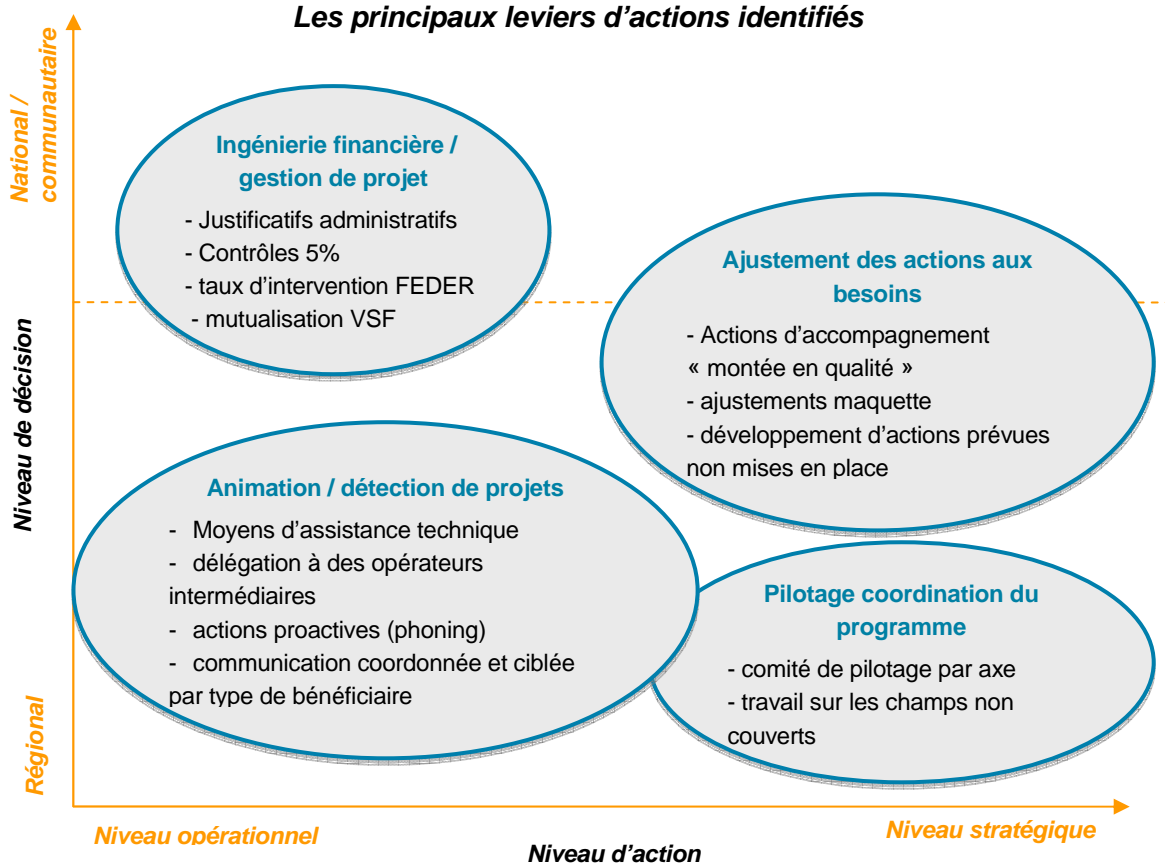 Les principaux leviers d'actions identifiés
National /
communautaire
Ingénierie financière /
gestion de projet
- Justificatifs administratifs
- Contrôles 5%
- taux d'intervention FEDER
- mutualisation VSF
Ajustement des actions aux
besoins
- Actions d'accompagnement
« montée en qualité »
- ajustements maquette
- développement d'actions prévues
non mises en place
Niveau de décision
Animation / détection de projets
- Moyens d'assistance technique
- délégation à des opérateurs
intermédiaires
- actions proactives (phoning)
- communication coordonnée et ciblée
par type de bénéficiaire
Pilotage coordination du
programme
- comité de pilotage par axe
- travail sur les champs non
couverts
Régional
Niveau opérationnel
Niveau stratégique
Niveau d'action